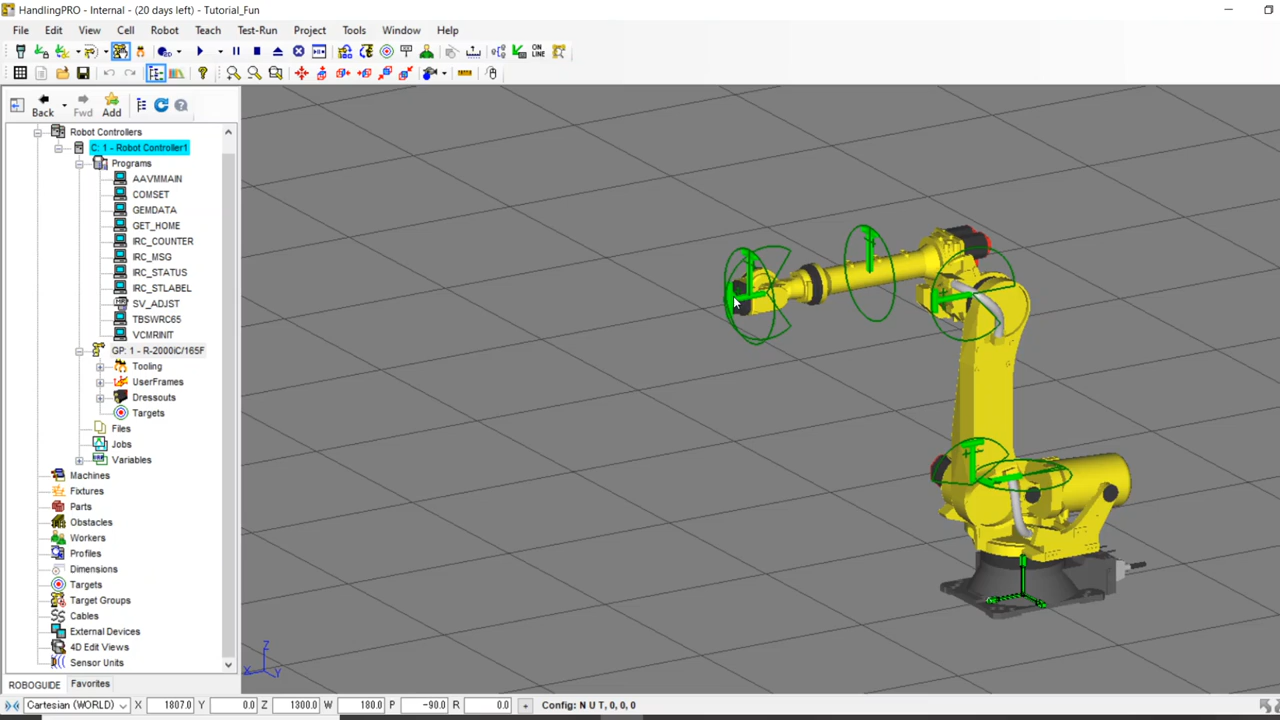 HandlingPRO - Internal - (20 days left) - Tutorial_Fun
File Edit View Cell Robot Teach Test-Run Project Tools Window Help
ON LINE
Back Fwd Add
Robot Controllers
C: 1 - Robot Controller1
Programs
AAVMMAIN
COMSET
GEMDATA
GET_HOME
IRC_COUNTER
IRC_MSG
IRC_STATUS
IRC_STLABEL
SV_ADJST
TBSWRC65
VCMRINIT
GP: 1 - R-2000iC/165F
Tooling
UserFrames
Dressouts
Targets
Files
Jobs
Variables
Machines
Fixtures
Parts
Obstacles
Workers
Profiles
Dimensions
Targets
Target Groups
Cables
External Devices
4D Edit Views
Sensor Units
Z
X
Y
ROBOGUIDE Favorites
Cartesian (WORLD) X 1807.0 Y 0.0 Z 1300.0 W 180.0 P -90.0 R 0.0 Config: N U T, 0, 0, 0